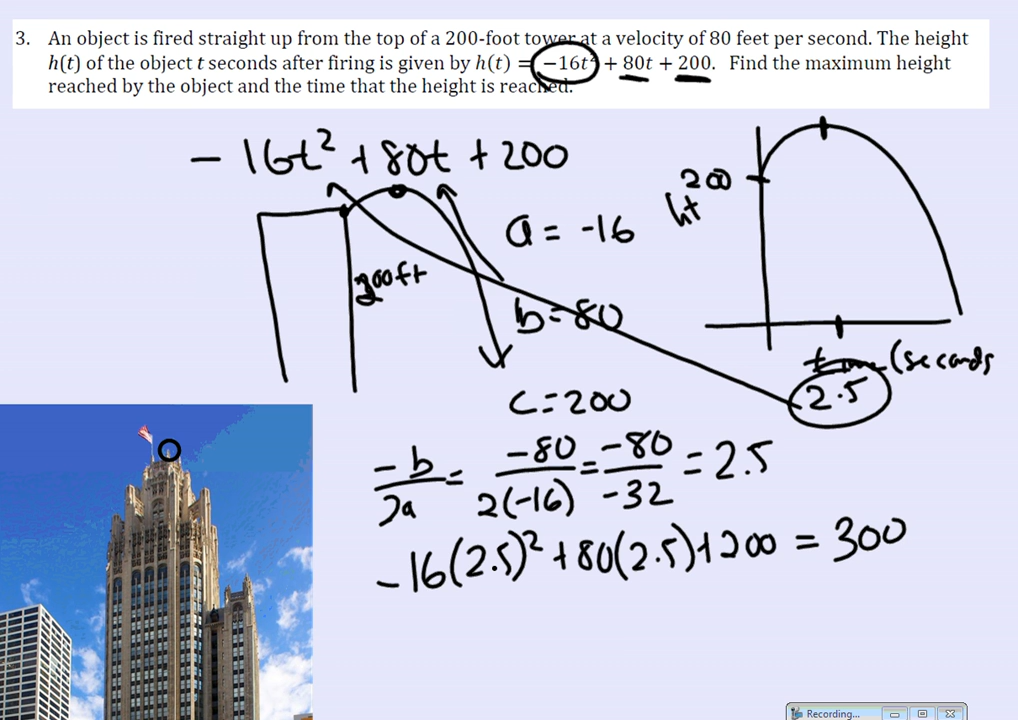 3. An object is fired straight up from the top of a 200-foot tower at a velocity of 80 feet per second. The height
h(t) of the object t seconds after firing is given by h(t) = −16t² + 80t + 200. Find the maximum height
reached by the object and the time that the height is reached.
- 16t² + 80t + 200
200
ht
a = -16
200ft
b = 80
time (seconds
2.5
c = 200
-b/2a = -80/2(-16) = -80/-32 = 2.5
-16(2.5)² + 80(2.5) + 200 = 300
Recording...